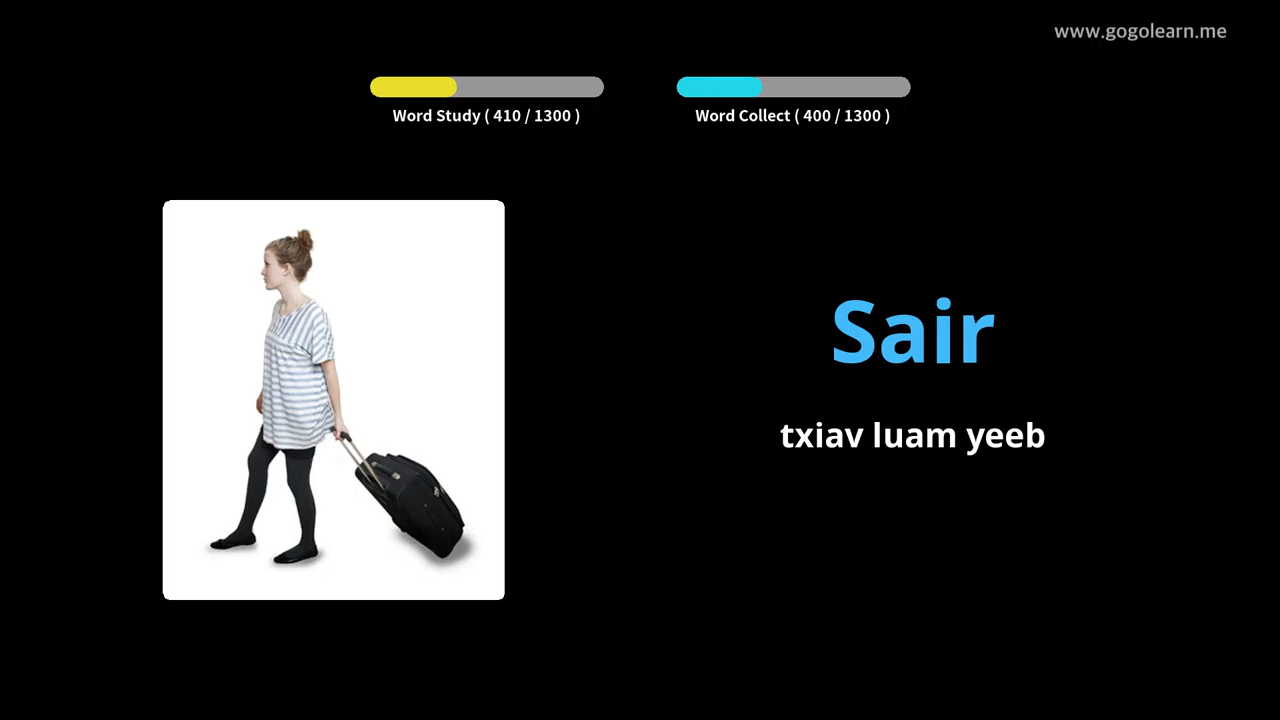 www.gogolearn.me
Word Study ( 410 / 1300 )
Word Collect ( 400 / 1300 )
Sair
txiav luam yeeb